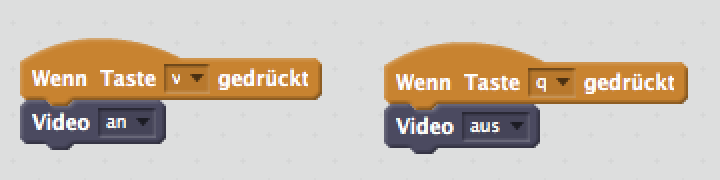 Wenn Taste v gedrückt
Video an
Wenn Taste q gedrückt
Video aus